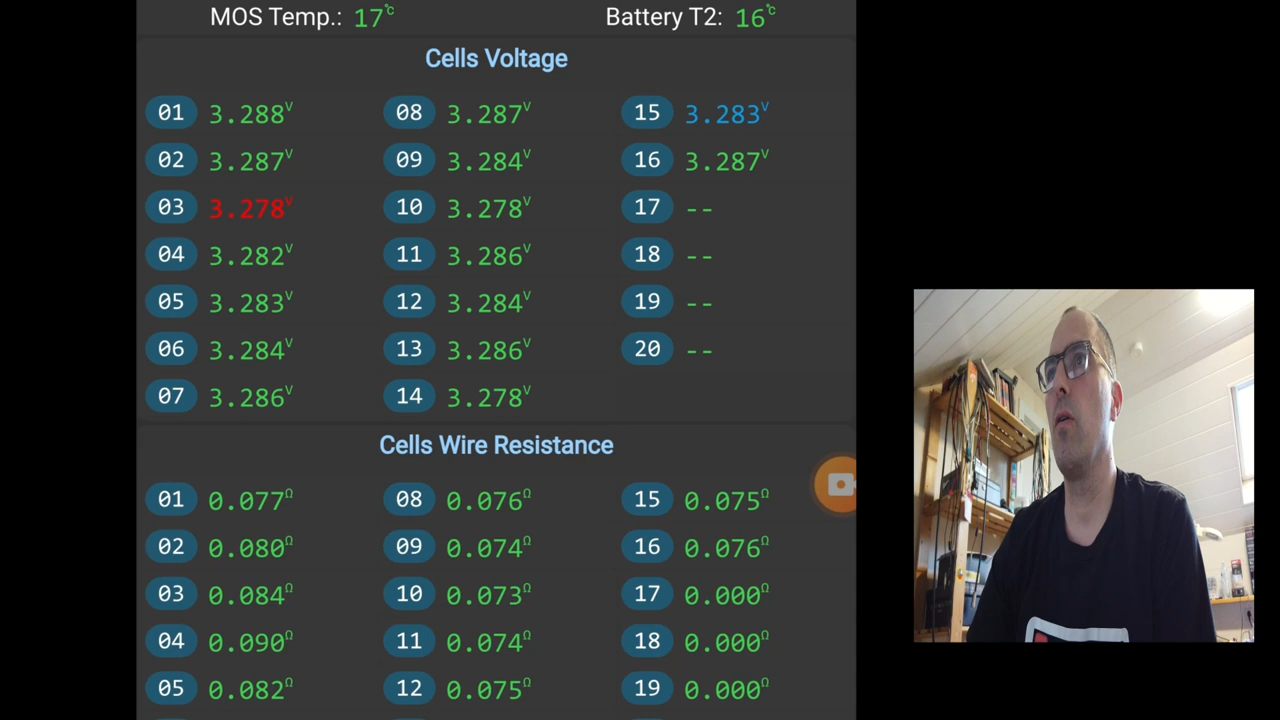 MOS Temp.: 17℃ Battery T2: 16℃
Cells Voltage
01 3.288V 08 3.287V 15 3.283V
02 3.287V 09 3.284V 16 3.287V
03 3.278V 10 3.278V 17 --
04 3.282V 11 3.286V 18 --
05 3.283V 12 3.284V 19 --
06 3.284V 13 3.286V 20 --
07 3.286V 14 3.278V
Cells Wire Resistance
01 0.077Ω 08 0.076Ω 15 0.075Ω
02 0.080Ω 09 0.074Ω 16 0.076Ω
03 0.084Ω 10 0.073Ω 17 0.000Ω
04 0.090Ω 11 0.074Ω 18 0.000Ω
05 0.082Ω 12 0.075Ω 19 0.000Ω